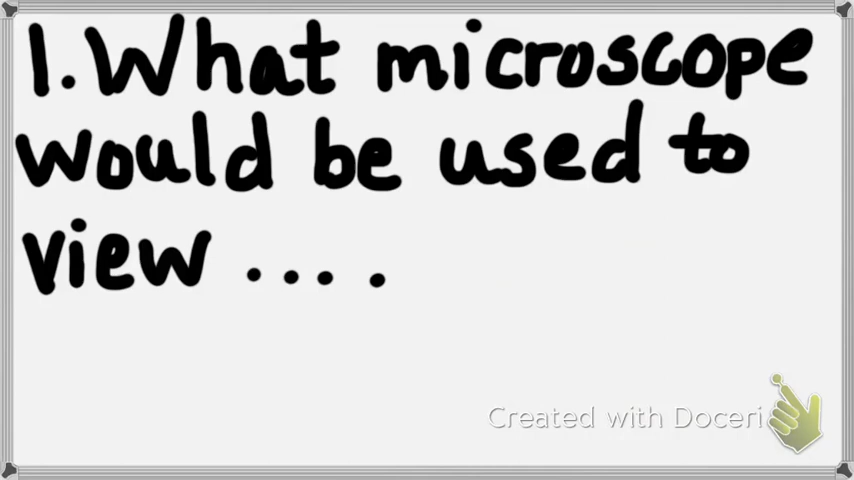 1. What microscope
would be used to
view ....
Created with Doceri